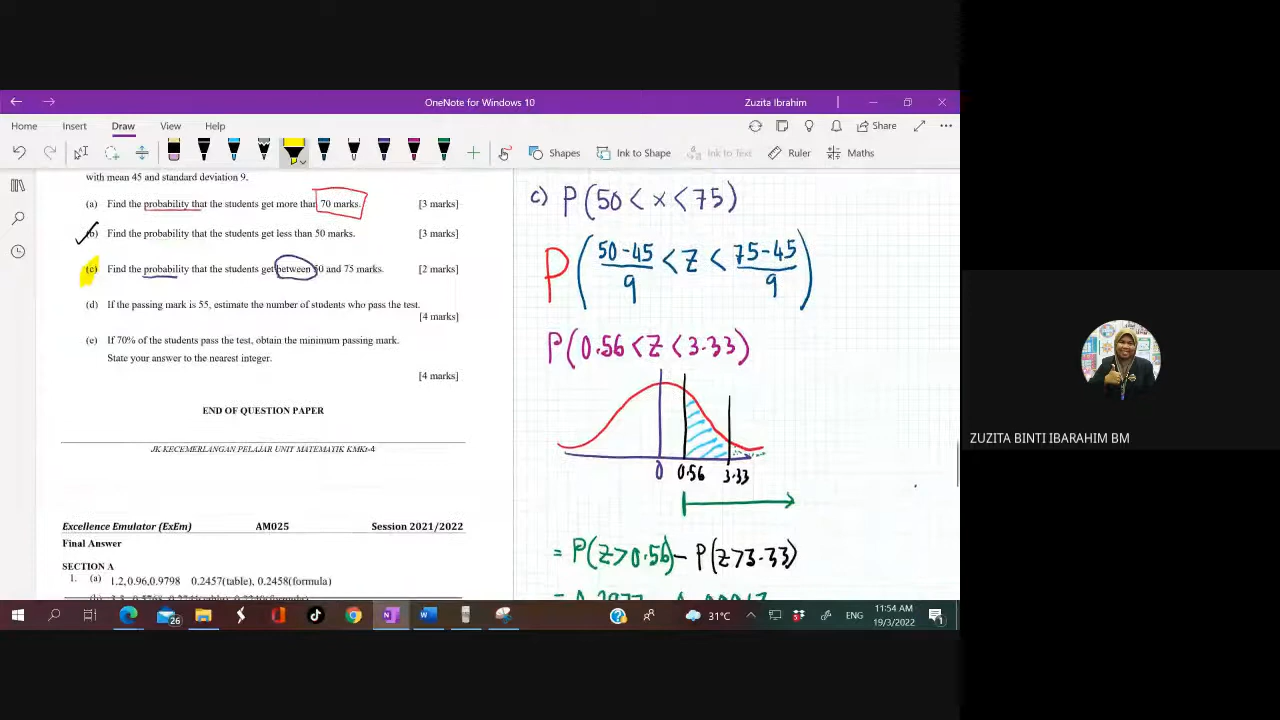 OneNote for Windows 10
Zuzita Ibrahim
Home Insert Draw View Help
Share
Shapes Ink to Shape Ink to Text Ruler Maths
with mean 45 and standard deviation 9.
(a) Find the probability that the students get more than 70 marks. [3 marks]
(b) Find the probability that the students get less than 50 marks. [3 marks]
(c) Find the probability that the students get between 50 and 75 marks. [2 marks]
(d) If the passing mark is 55, estimate the number of students who pass the test.
[4 marks]
(e) If 70% of the students pass the test, obtain the minimum passing mark.
State your answer to the nearest integer.
[4 marks]
END OF QUESTION PAPER
JK KECEMERLANGAN PELAJAR UNIT MATEMATIK KMKt-4
Excellence Emulator (ExEm) AM025 Session 2021/2022
Final Answer
SECTION A
1. (a) 1.2,0.96,0.9798 0.2457(table), 0.2458(formula)
c) P(50 < x < 75)
P(50-45/9 < Z < 75-45/9)
P(0.56 < Z < 3.33)
0 0.56 3.33
= P(Z>0.56) - P(Z>3.33)
ZUZITA BINTI IBARAHIM BM
26
31°C
ENG
11:54 AM
19/3/2022
1